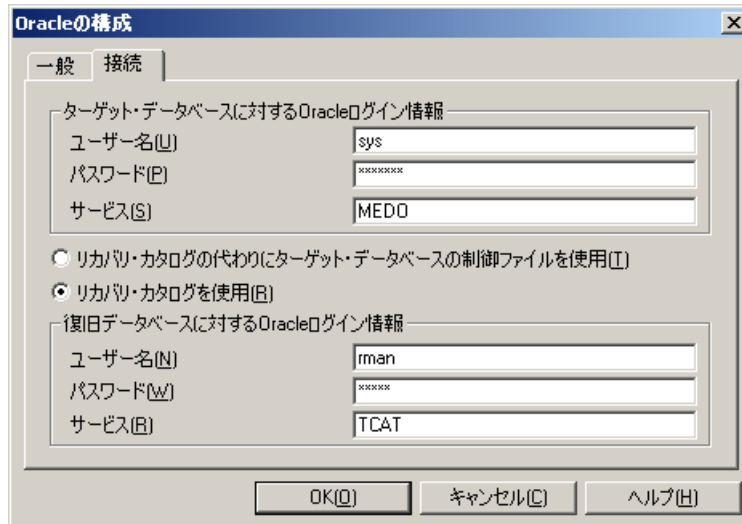 Oracleの構成
一般 接続
ターゲット・データベースに対するOracleログイン情報
ユーザー名(U) sys
パスワード(P) *******
サービス(S) MEDO
リカバリ・カタログの代わりにターゲット・データベースの制御ファイルを使用(T)
リカバリ・カタログを使用(R)
復旧データベースに対するOracleログイン情報
ユーザー名(N) rman
パスワード(W) *****
サービス(R) TCAT
OK(O) キャンセル(C) ヘルプ(H)